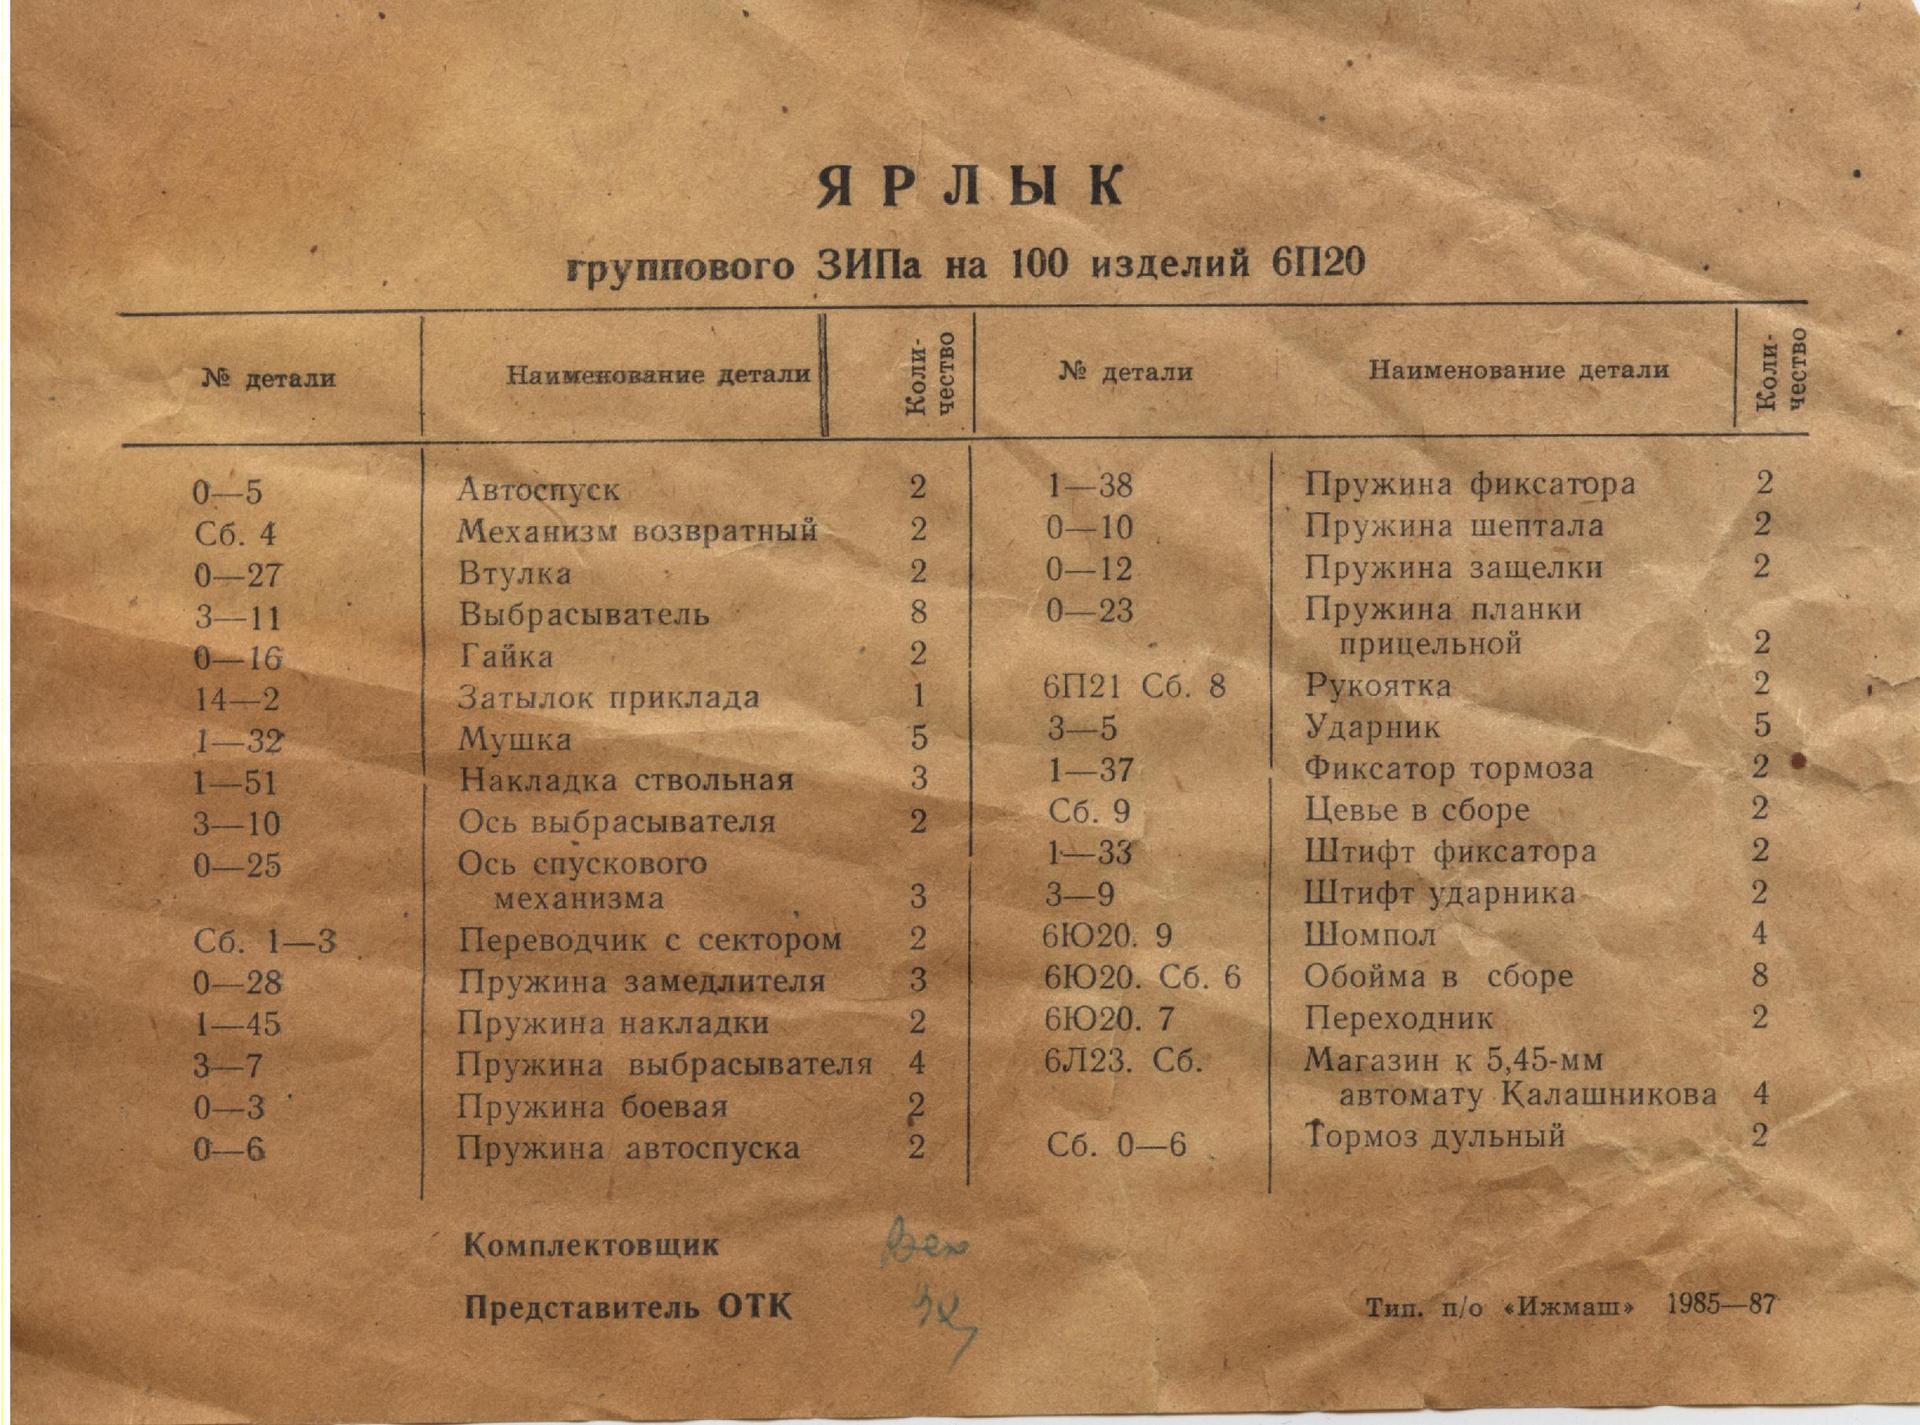 ЯРЛЫК
группового ЗИПа на 100 изделий 6П20
№ детали Наименование детали Коли-чество № детали Наименование детали Коли-чество
0—5 Автоспуск 2 1—38 Пружина фиксатора 2
Сб. 4 Механизм возвратный 2 0—10 Пружина шептала 2
0—27 Втулка 2 0—12 Пружина защелки 2
3—11 Выбрасыватель 8 0—23 Пружина планки
прицельной 2
0—16 Гайка 2
14—2 Затылок приклада 1 6П21 Сб. 8 Рукоятка 2
1—32 Мушка 5 3—5 Ударник 5
1—51 Накладка ствольная 3 1—37 Фиксатор тормоза 2
3—10 Ось выбрасывателя 2 Сб. 9 Цевье в сборе 2
0—25 Ось спускового 1—33 Штифт фиксатора 2
механизма 3 3—9 Штифт ударника 2
Сб. 1—3 Переводчик с сектором 2 6Ю20. 9 Шомпол 4
0—28 Пружина замедлителя 3 6Ю20. Сб. 6 Обойма в сборе 8
1—45 Пружина накладки 2 6Ю20. 7 Переходник 2
3—7 Пружина выбрасывателя 4 6Л23. Сб. Магазин к 5,45-мм
0—3 Пружина боевая 2 автомату Калашникова 4
0—6 Пружина автоспуска 2 Сб. 0—6 Тормоз дульный 2
Комплектовщик
Представитель ОТК Тип. п/о «Ижмаш» 1985—87